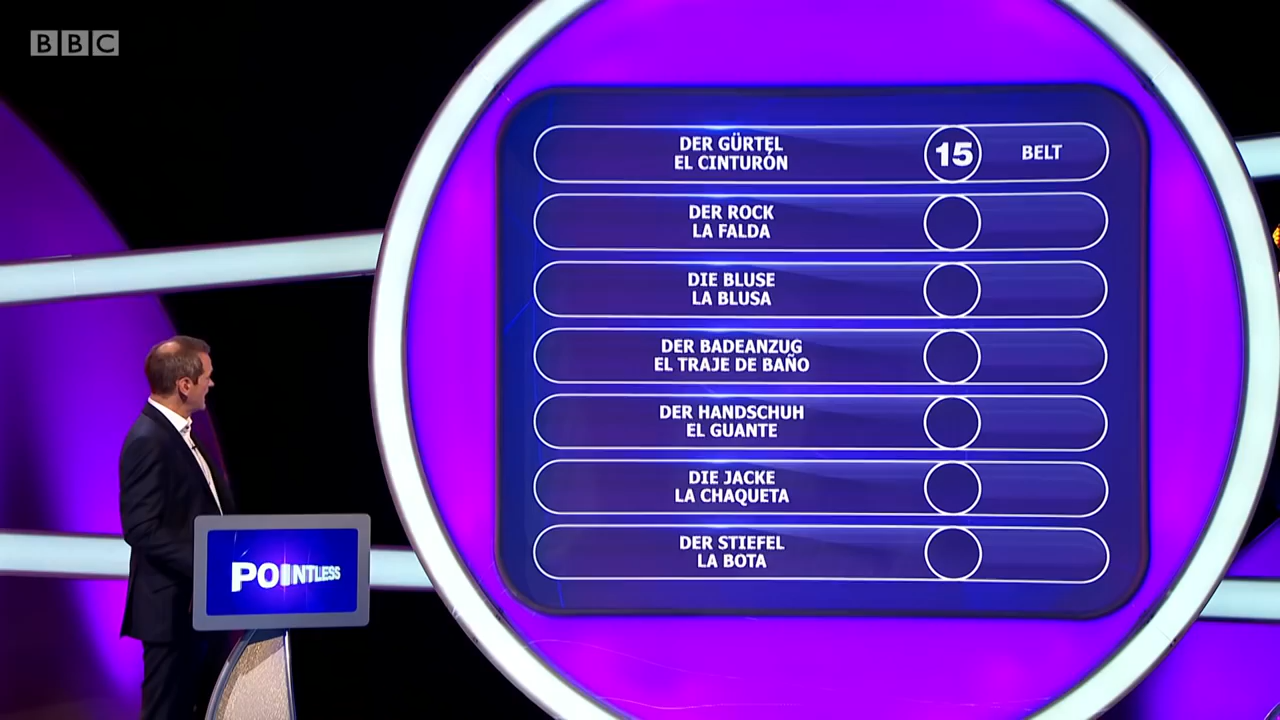 BBC
DER GÜRTEL
EL CINTURÓN
15
BELT
DER ROCK
LA FALDA
DIE BLUSE
LA BLUSA
DER BADEANZUG
EL TRAJE DE BAÑO
DER HANDSCHUH
EL GUANTE
DIE JACKE
LA CHAQUETA
DER STIEFEL
LA BOTA
POINTLESS